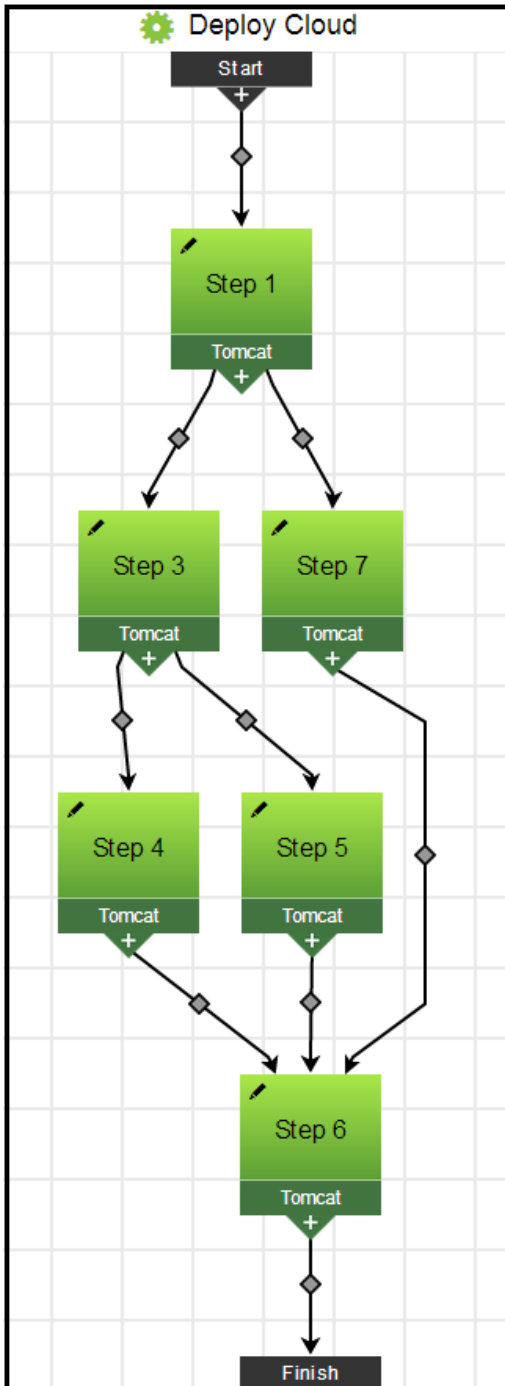 Deploy Cloud
Start
+
Step 1
Tomcat
+
Step 3
Tomcat
+
Step 7
Tomcat
+
Step 4
Tomcat
+
Step 5
Tomcat
+
Step 6
Tomcat
+
Finish